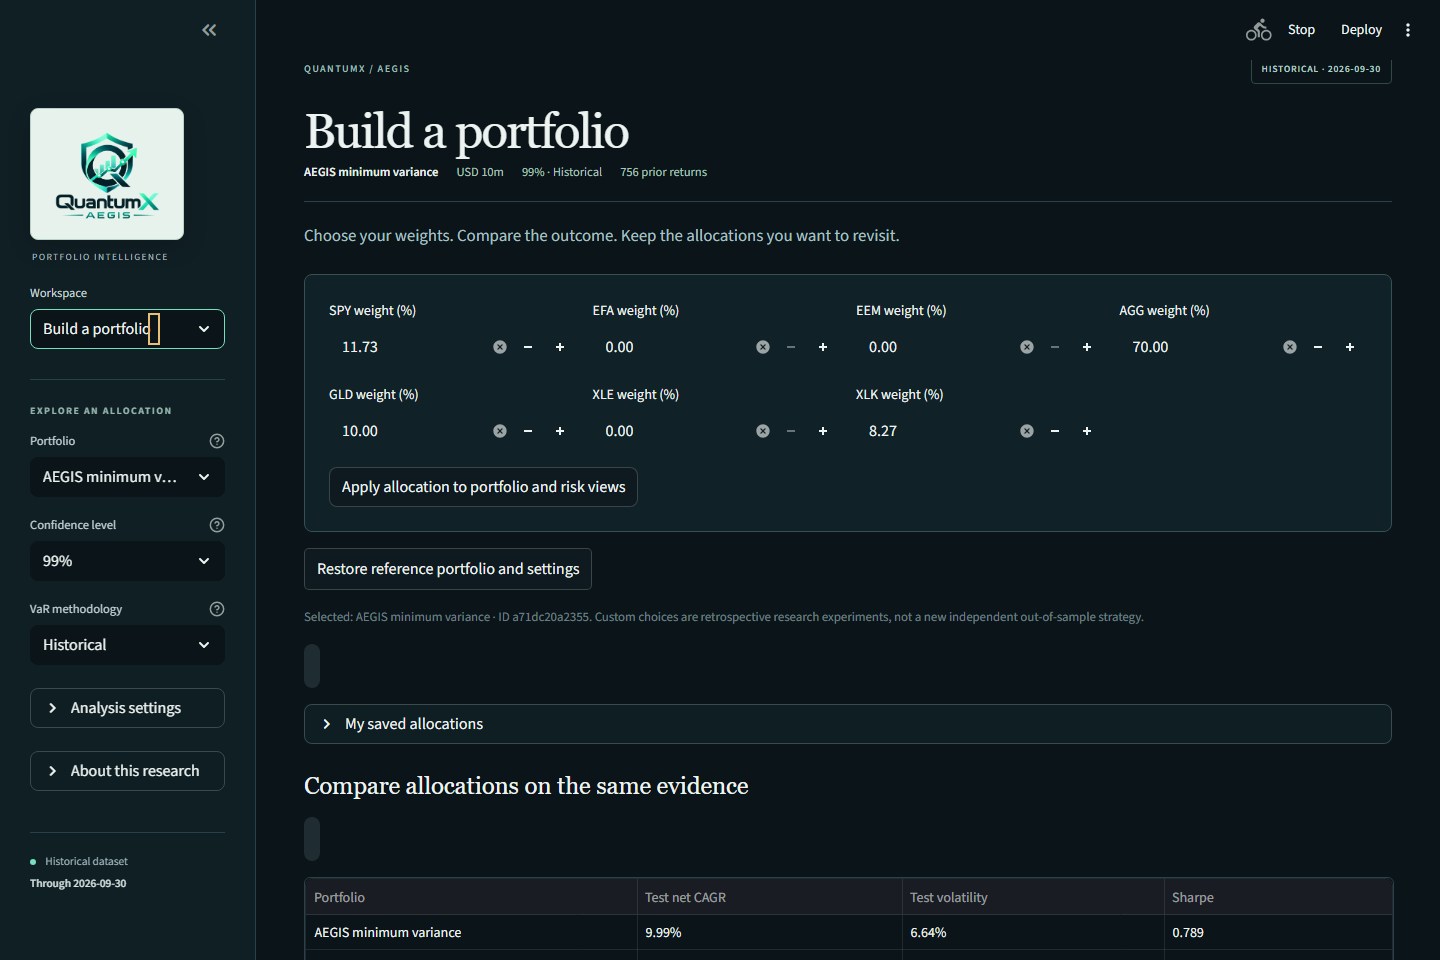 Stop
Deploy
QUANTUMX / AEGIS
HISTORICAL · 2026-09-30
QuantumX
AEGIS
PORTFOLIO INTELLIGENCE
Workspace
Build a portfolio
EXPLORE AN ALLOCATION
Portfolio
AEGIS minimum v...
Confidence level
99%
VaR methodology
Historical
Analysis settings
About this research
Historical dataset
Through 2026-09-30
Build a portfolio
AEGIS minimum variance USD 10m 99% · Historical 756 prior returns
Choose your weights. Compare the outcome. Keep the allocations you want to revisit.
SPY weight (%) EFA weight (%) EEM weight (%) AGG weight (%)
11.73 0.00 0.00 70.00
GLD weight (%) XLE weight (%) XLK weight (%)
10.00 0.00 8.27
Apply allocation to portfolio and risk views
Restore reference portfolio and settings
Selected: AEGIS minimum variance · ID a71dc20a2355. Custom choices are retrospective research experiments, not a new independent out-of-sample strategy.
My saved allocations
Compare allocations on the same evidence
Portfolio Test net CAGR Test volatility Sharpe
AEGIS minimum variance 9.99% 6.64% 0.789